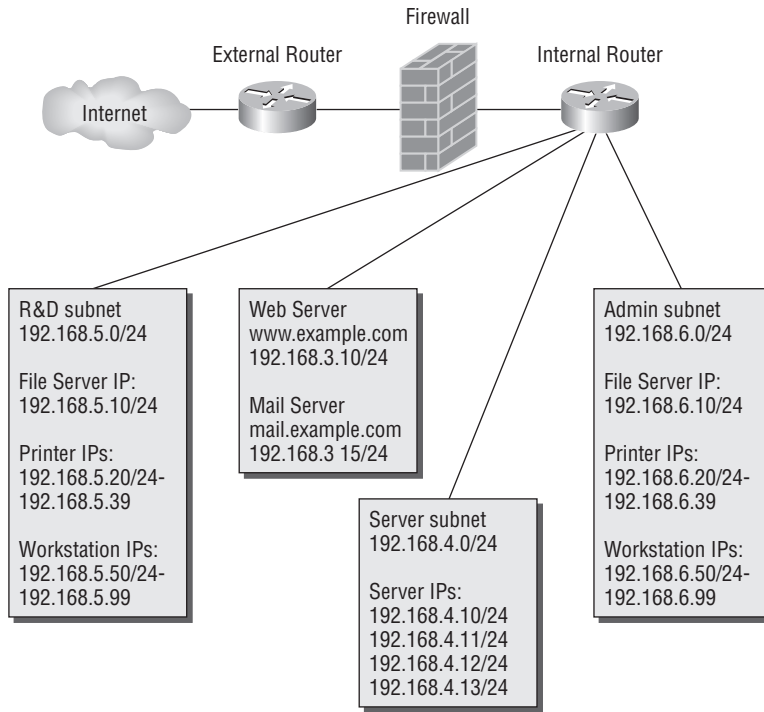 Firewall
External Router
Internal Router
Internet
R&D subnet
192.168.5.0/24
File Server IP:
192.168.5.10/24
Printer IPs:
192.168.5.20/24-
192.168.5.39
Workstation IPs:
192.168.5.50/24-
192.168.5.99
Web Server
www.example.com
192.168.3.10/24
Mail Server
mail.example.com
192.168.3 15/24
Server subnet
192.168.4.0/24
Server IPs:
192.168.4.10/24
192.168.4.11/24
192.168.4.12/24
192.168.4.13/24
Admin subnet
192.168.6.0/24
File Server IP:
192.168.6.10/24
Printer IPs:
192.168.6.20/24-
192.168.6.39
Workstation IPs:
192.168.6.50/24-
192.168.6.99